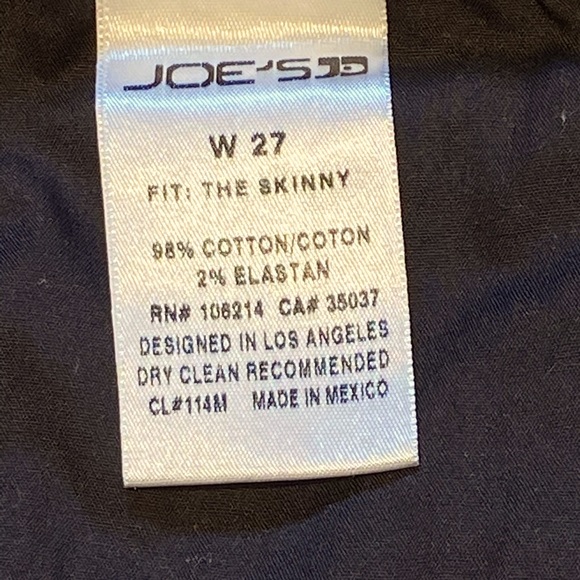 JOE'S
W 27
FIT: THE SKINNY
98% COTTON/COTON
2% ELASTAN
RN# 106214 CA# 35037
DESIGNED IN LOS ANGELES
DRY CLEAN RECOMMENDED
CL#114M MADE IN MEXICO